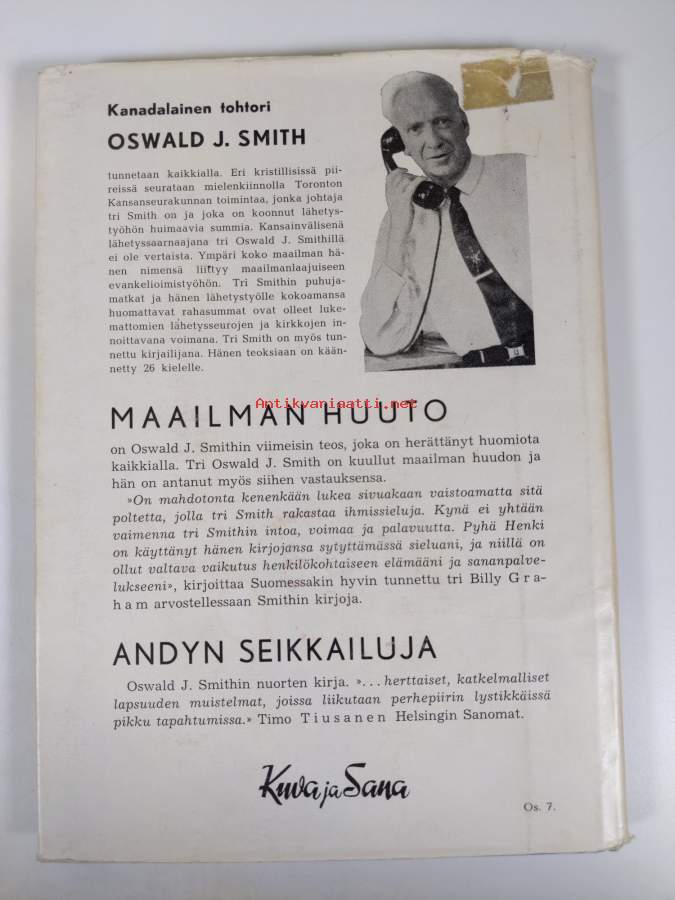 Kanadalainen tohtori
OSWALD J. SMITH
tunnetaan kaikkialla. Eri kristillisissä pii-
reissä seurataan mielenkiinnolla Toronton
Kansanseurakunnan toimintaa, jonka johtaja
tri Smith on ja joka on koonnut lähetys-
työhön huimaavia summia. Kansainvälisenä
lähetyssaarnaajana tri Oswald J. Smithillä
ei ole vertaista. Ympäri koko maailman hä-
nen nimensä liittyy maailmanlaajuiseen
evankelioimistyöhön. Tri Smithin puhuja-
matkat ja hänen lähetystyölle kokoamansa
huomattavat rahasummat ovat olleet luke-
mattomien lähetysseurojen ja kirkkojen in-
noittavana voimana. Tri Smith on myös tun-
nettu kirjailijana. Hänen teoksiaan on kään-
netty 26 kielelle.
Antikvariaatti.net
MAAILMAN HUUTO
on Oswald J. Smithin viimeisin teos, joka on herättänyt huomiota
kaikkialla. Tri Oswald J. Smith on kuullut maailman huudon ja
hän on antanut myös siihen vastauksensa.
»On mahdotonta kenenkään lukea sivuakaan vaistoamatta sitä
poltetta, jolla tri Smith rakastaa ihmissieluja. Kynä ei yhtään
vaimenna tri Smithin intoa, voimaa ja palavuutta. Pyhä Henki
on käyttänyt hänen kirjojansa sytyttämässä sieluani, ja niillä on
ollut valtava vaikutus henkilökohtaiseen elämääni ja sananpalve-
lukseeni», kirjoittaa Suomessakin hyvin tunnettu tri Billy G r a-
h a m arvostellessaan Smithin kirjoja.
ANDYN SEIKKAILUJA
Oswald J. Smithin nuorten kirja. »... herttaiset, katkelmalliset
lapsuuden muistelmat, joissa liikutaan perhepiirin lystikkäissä
pikku tapahtumissa.» Timo T i u s a n e n Helsingin Sanomat.
Kuva ja Sana
Os. 7.